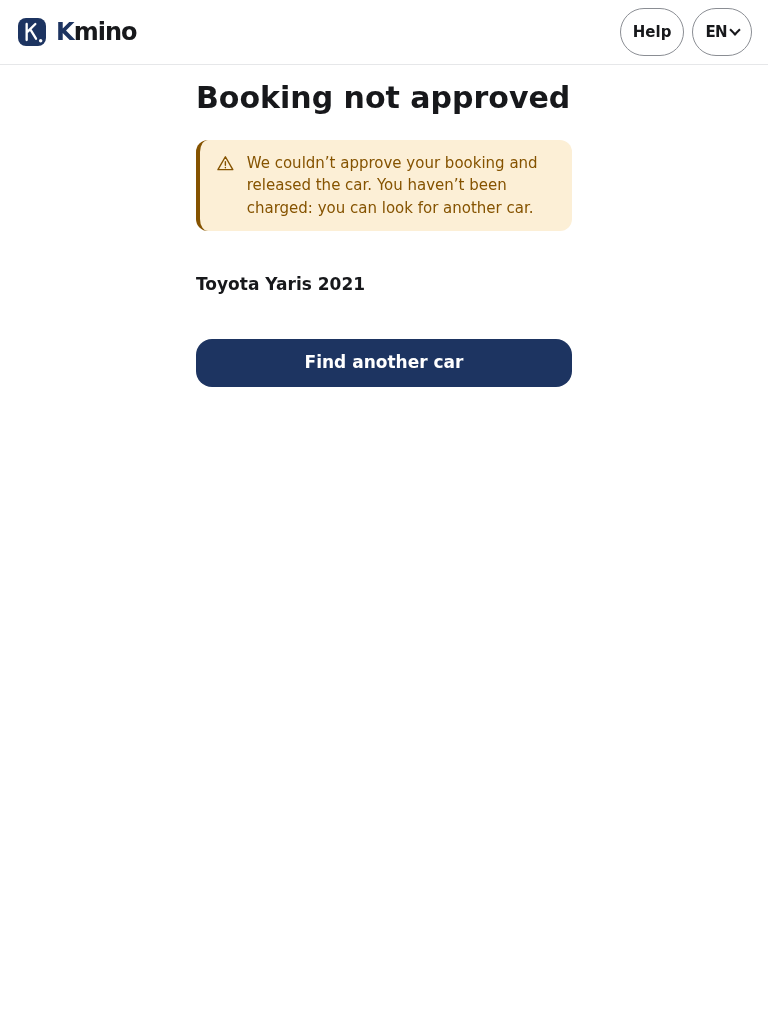 K. Kmino
Help
EN
Booking not approved
We couldn’t approve your booking and
released the car. You haven’t been
charged: you can look for another car.
Toyota Yaris 2021
Find another car